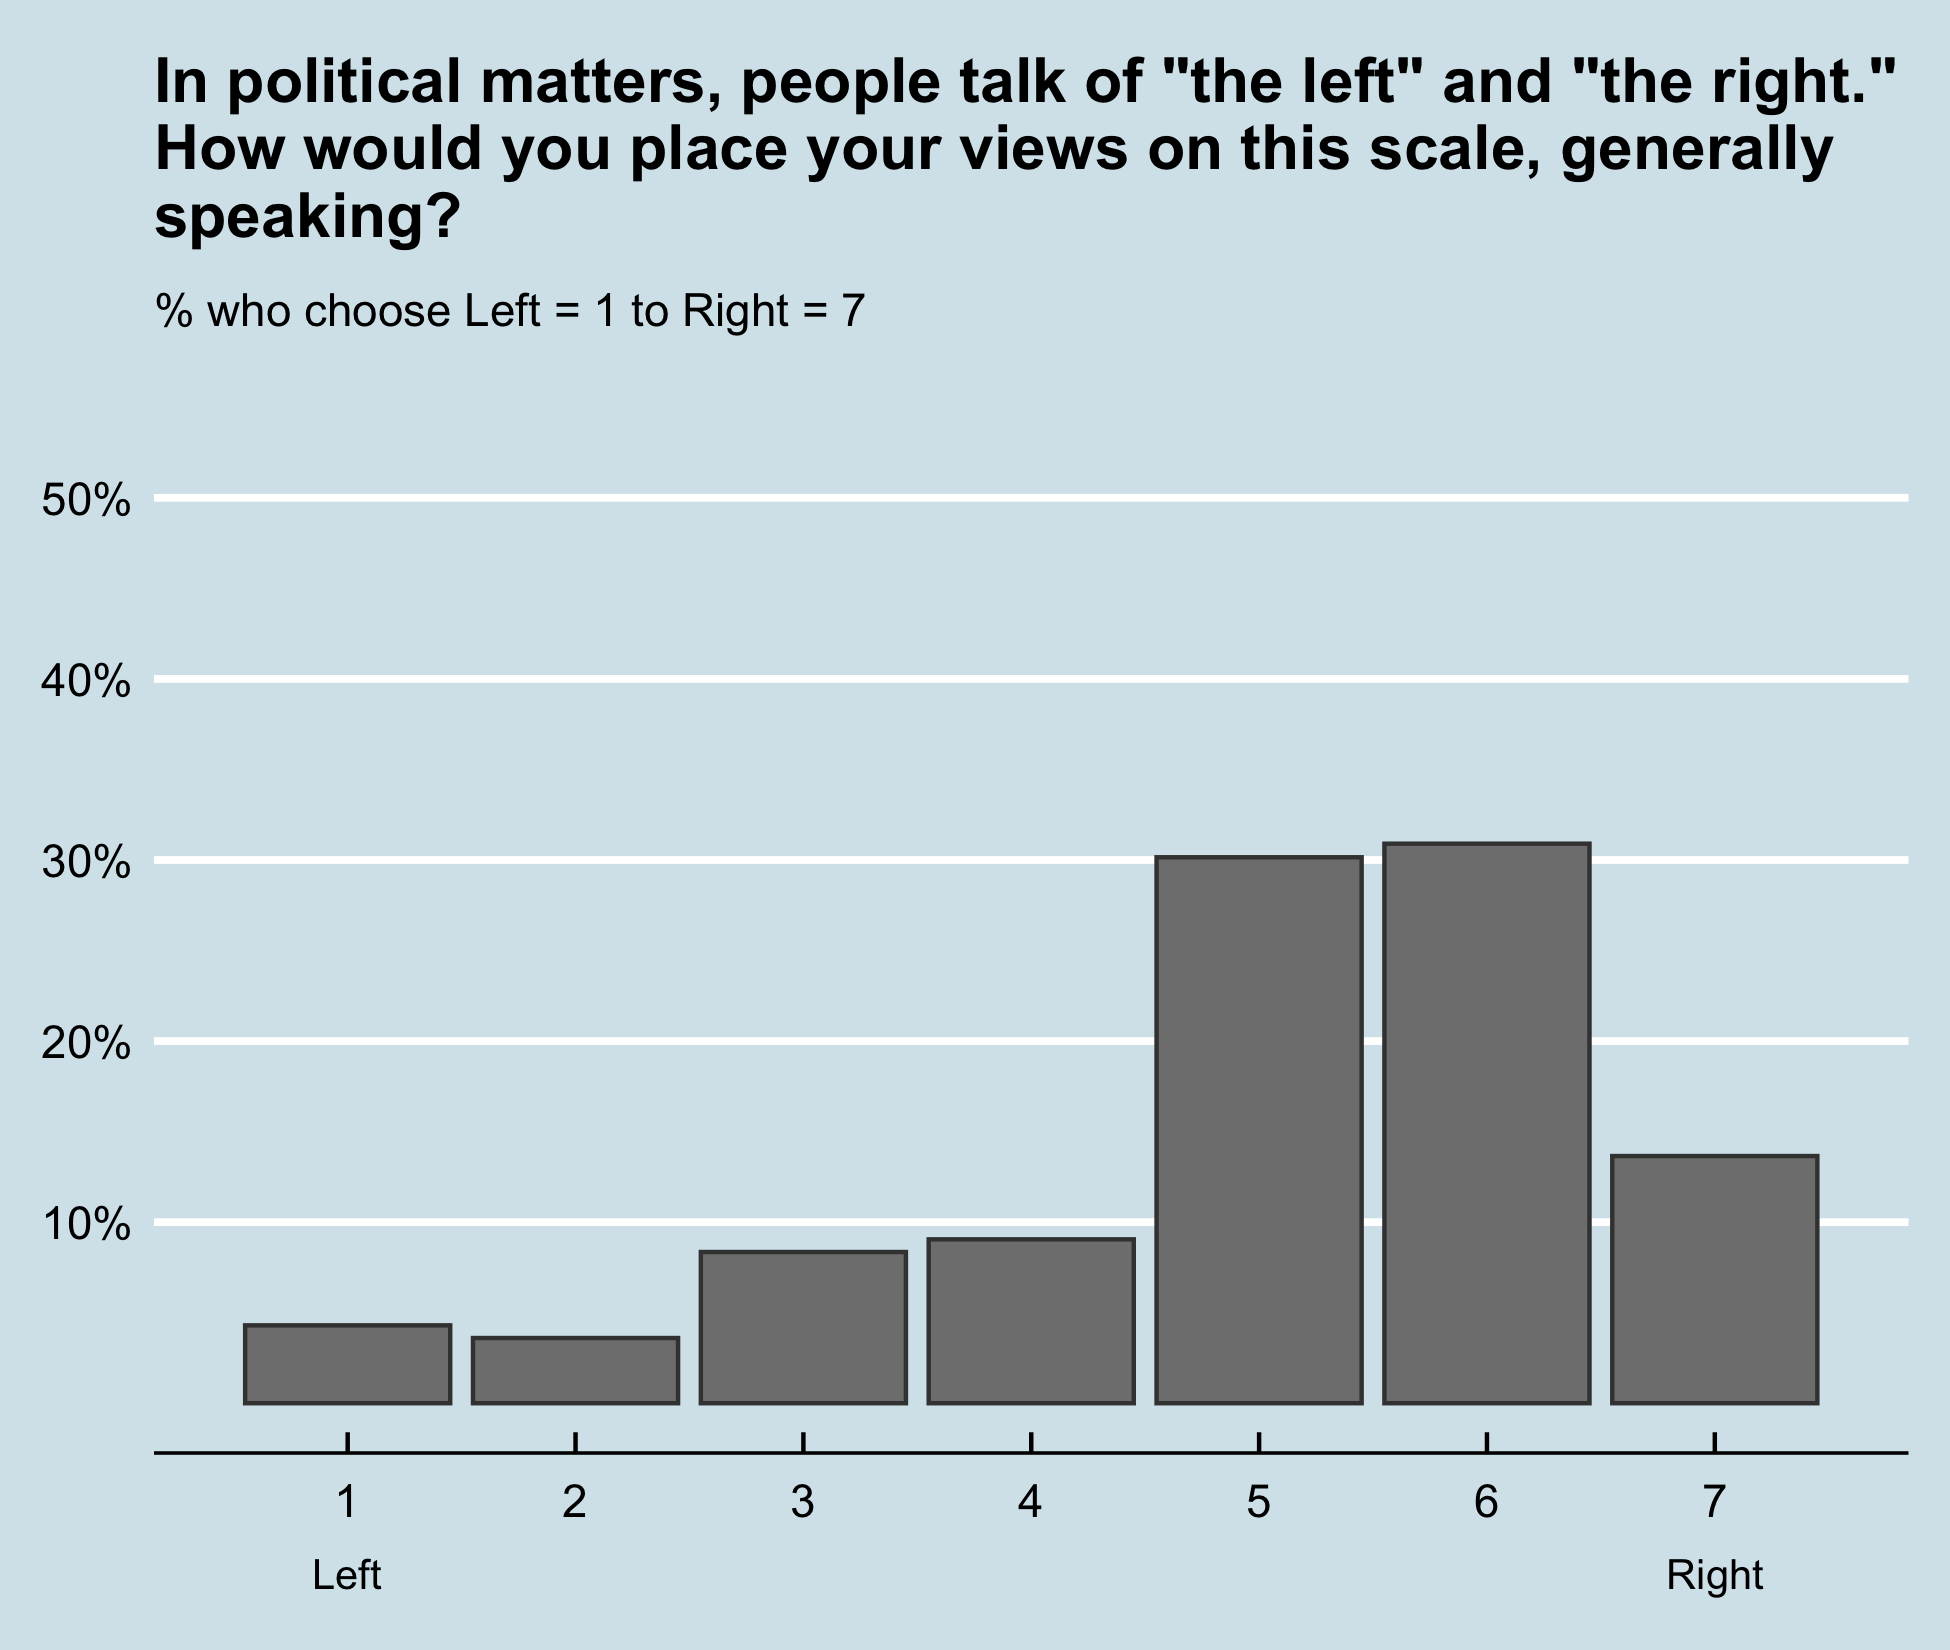 In political matters, people talk of "the left" and "the right."
How would you place your views on this scale, generally
speaking?
% who choose Left = 1 to Right = 7
50%
40%
30%
20%
10%
1 2 3 4 5 6 7
Left Right